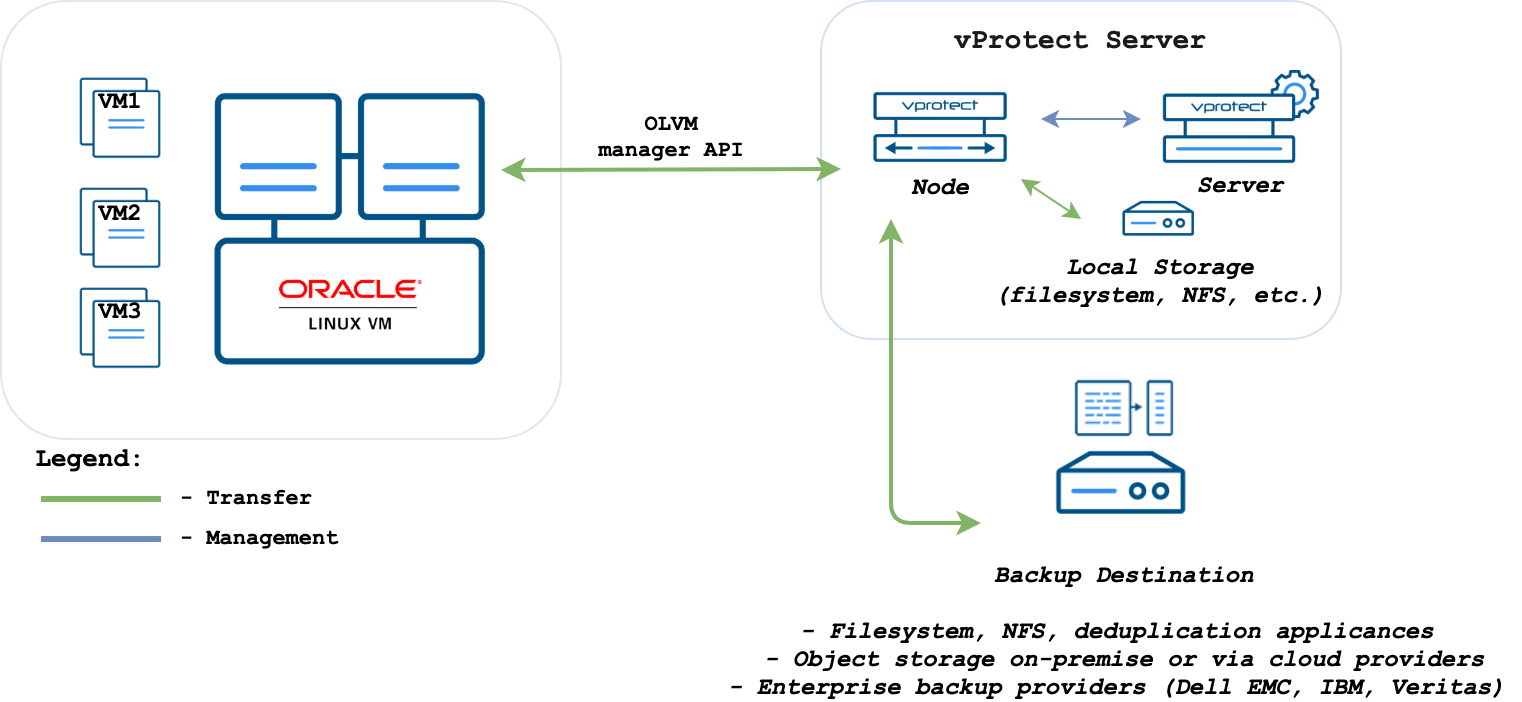 vProtect Server
VM1
vprotect
vprotect
OLVM
manager API
Node
Server
VM2
Local Storage
(filesystem, NFS, etc.)
ORACLE®
LINUX VM
VM3
Legend:
- Transfer
- Management
Backup Destination
- Filesystem, NFS, deduplication applicances
- Object storage on-premise or via cloud providers
- Enterprise backup providers (Dell EMC, IBM, Veritas)